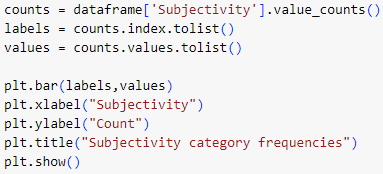 counts = dataframe['Subjectivity'].value_counts()
labels = counts.index.tolist()
values = counts.values.tolist()

plt.bar(labels,values)
plt.xlabel("Subjectivity")
plt.ylabel("Count")
plt.title("Subjectivity category frequencies")
plt.show()